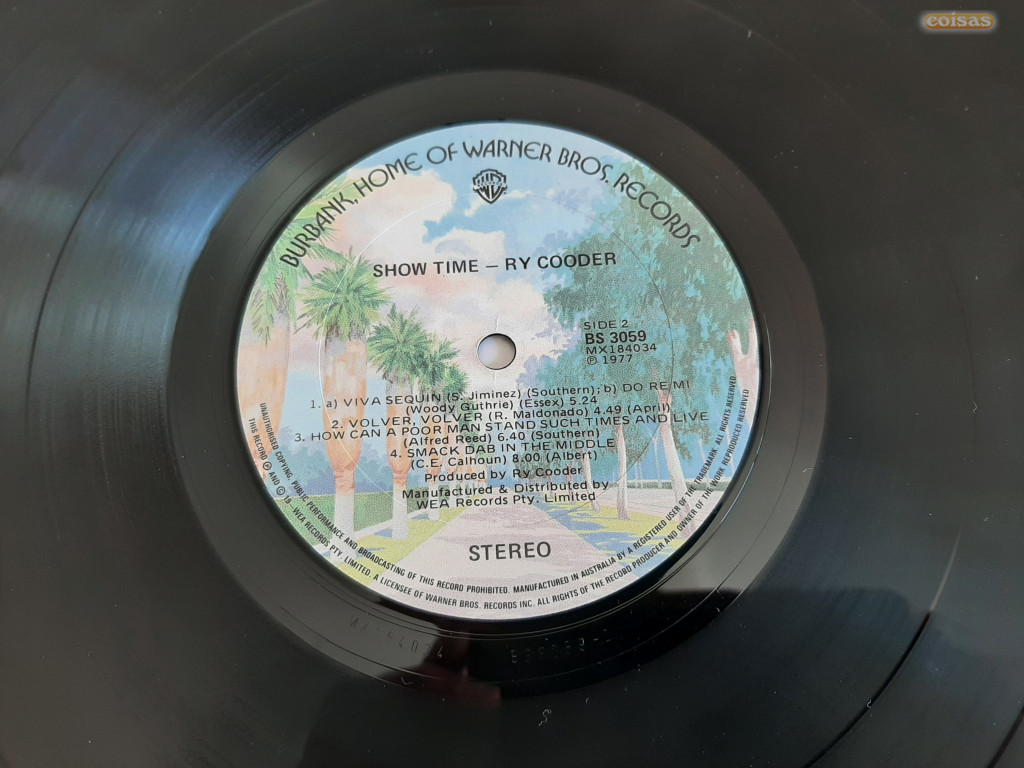 coisas
BURBANK, HOME OF WARNER BROS. RECORDS
SHOW TIME – RY COODER
SIDE 2
BS 3059
MX184034
℗ 1977
1. a) VIVA SEQUIN (S. Jiminez) (Southern); b) DO RE MI
(Woody Guthrie) (Essex) 5.24
2. VOLVER, VOLVER (R. Maldonado) 4.49 (April)
3. HOW CAN A POOR MAN STAND SUCH TIMES AND LIVE
(Alfred Reed) 6.40 (Southern)
4. SMACK DAB IN THE MIDDLE
(C.E. Calhoun) 8.00 (Albert)
Produced by Ry Cooder
Manufactured & Distributed by
WEA Records Pty. Limited
STEREO
UNAUTHORISED COPYING, PUBLIC PERFORMANCE AND BROADCASTING OF THIS RECORD PROHIBITED. MANUFACTURED IN AUSTRALIA BY A REGISTERED USER OF THE TRADEMARK. ALL RIGHTS RESERVED
THIS RECORD ℗ AND © 19 – WEA RECORDS PTY. LIMITED. A LICENSEE OF WARNER BROS. RECORDS INC. ALL RIGHTS OF THE RECORD PRODUCER AND OWNER OF THE WORK REPRODUCED RESERVED